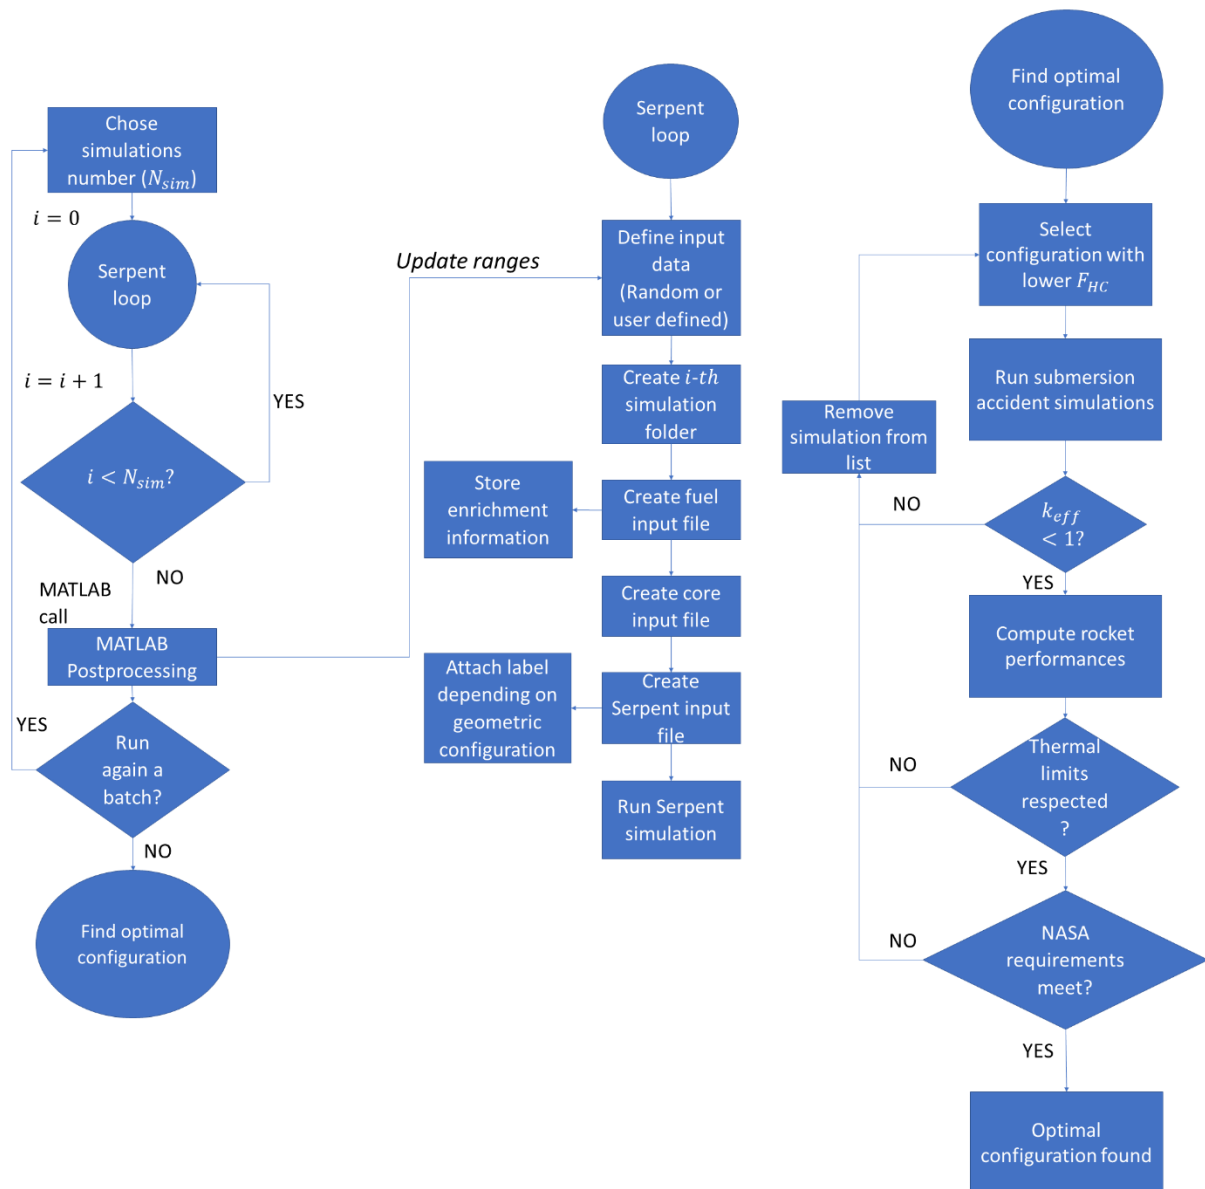 Chose
simulations
number (N_sim)
i = 0
Serpent
loop
i = i + 1
YES
i < N_sim?
NO
MATLAB
call
MATLAB
Postprocessing
YES
Run
again a
batch?
NO
Find optimal
configuration
Serpent
loop
Update ranges
Define input
data
(Random or
user defined)
Create i-th
simulation
folder
Store
enrichment
information
Create fuel
input file
Create core
input file
Attach label
depending on
geometric
configuration
Create
Serpent input
file
Run Serpent
simulation
Find optimal
configuration
Select
configuration with
lower F_HC
Run submersion
accident simulations
Remove
simulation from
list
NO
k_eff
< 1?
YES
Compute rocket
performances
NO
Thermal
limits
respected
?
YES
NO
NASA
requirements
meet?
YES
Optimal
configuration found